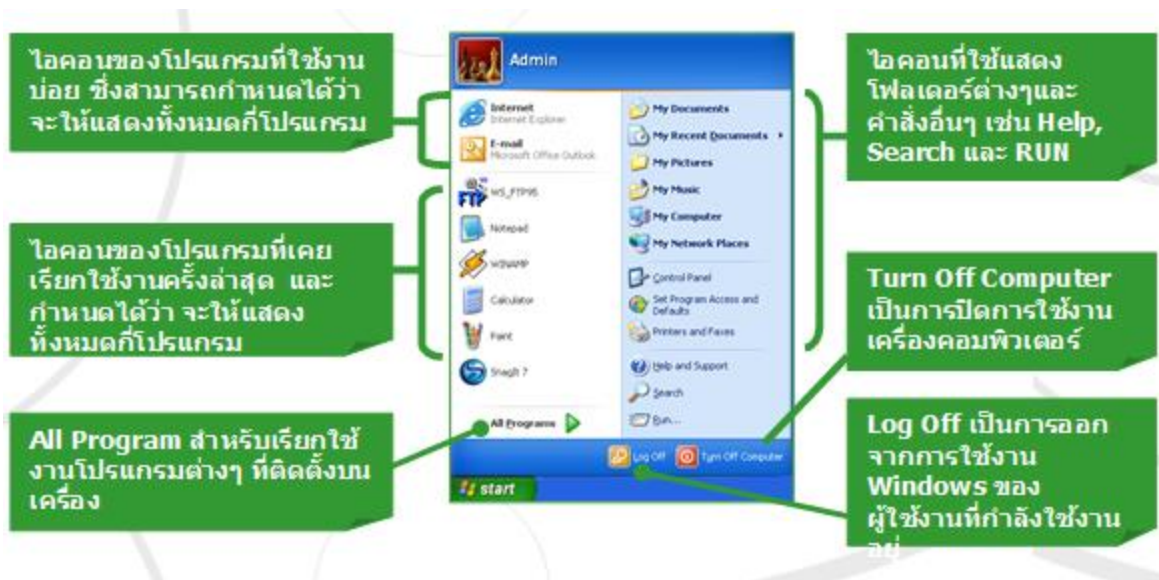 ไอคอนของโปรแกรมที่ใช้งาน
บ่อย ซึ่งสามารถกำหนดได้ว่า
จะให้แสดงทั้งหมดกี่โปรแกรม
ไอคอนของโปรแกรมที่เคย
เรียกใช้งานครั้งล่าสุด และ
กำหนดได้ว่า จะให้แสดง
ทั้งหมดกี่โปรแกรม
All Program สำหรับเรียกใช้
งานโปรแกรมต่างๆ ที่ติดตั้งบน
เครื่อง
Admin
Internet
Internet Explorer
E-mail
Microsoft Office Outlook
WS_FTP95
Notepad
WINAMP
Calculator
Paint
SnagIt 7
All Programs
My Documents
My Recent Documents
My Pictures
My Music
My Computer
My Network Places
Control Panel
Set Program Access and
Defaults
Printers and Faxes
Help and Support
Search
Run...
Log Off
Turn Off Computer
start
ไอคอนที่ใช้แสดง
โฟลเดอร์ต่างๆและ
คำสั่งอื่นๆ เช่น Help,
Search และ RUN
Turn Off Computer
เป็นการปิดการใช้งาน
เครื่องคอมพิวเตอร์
Log Off เป็นการออก
จากการใช้งาน
Windows ของ
ผู้ใช้งานที่กำลังใช้งาน
อยู่